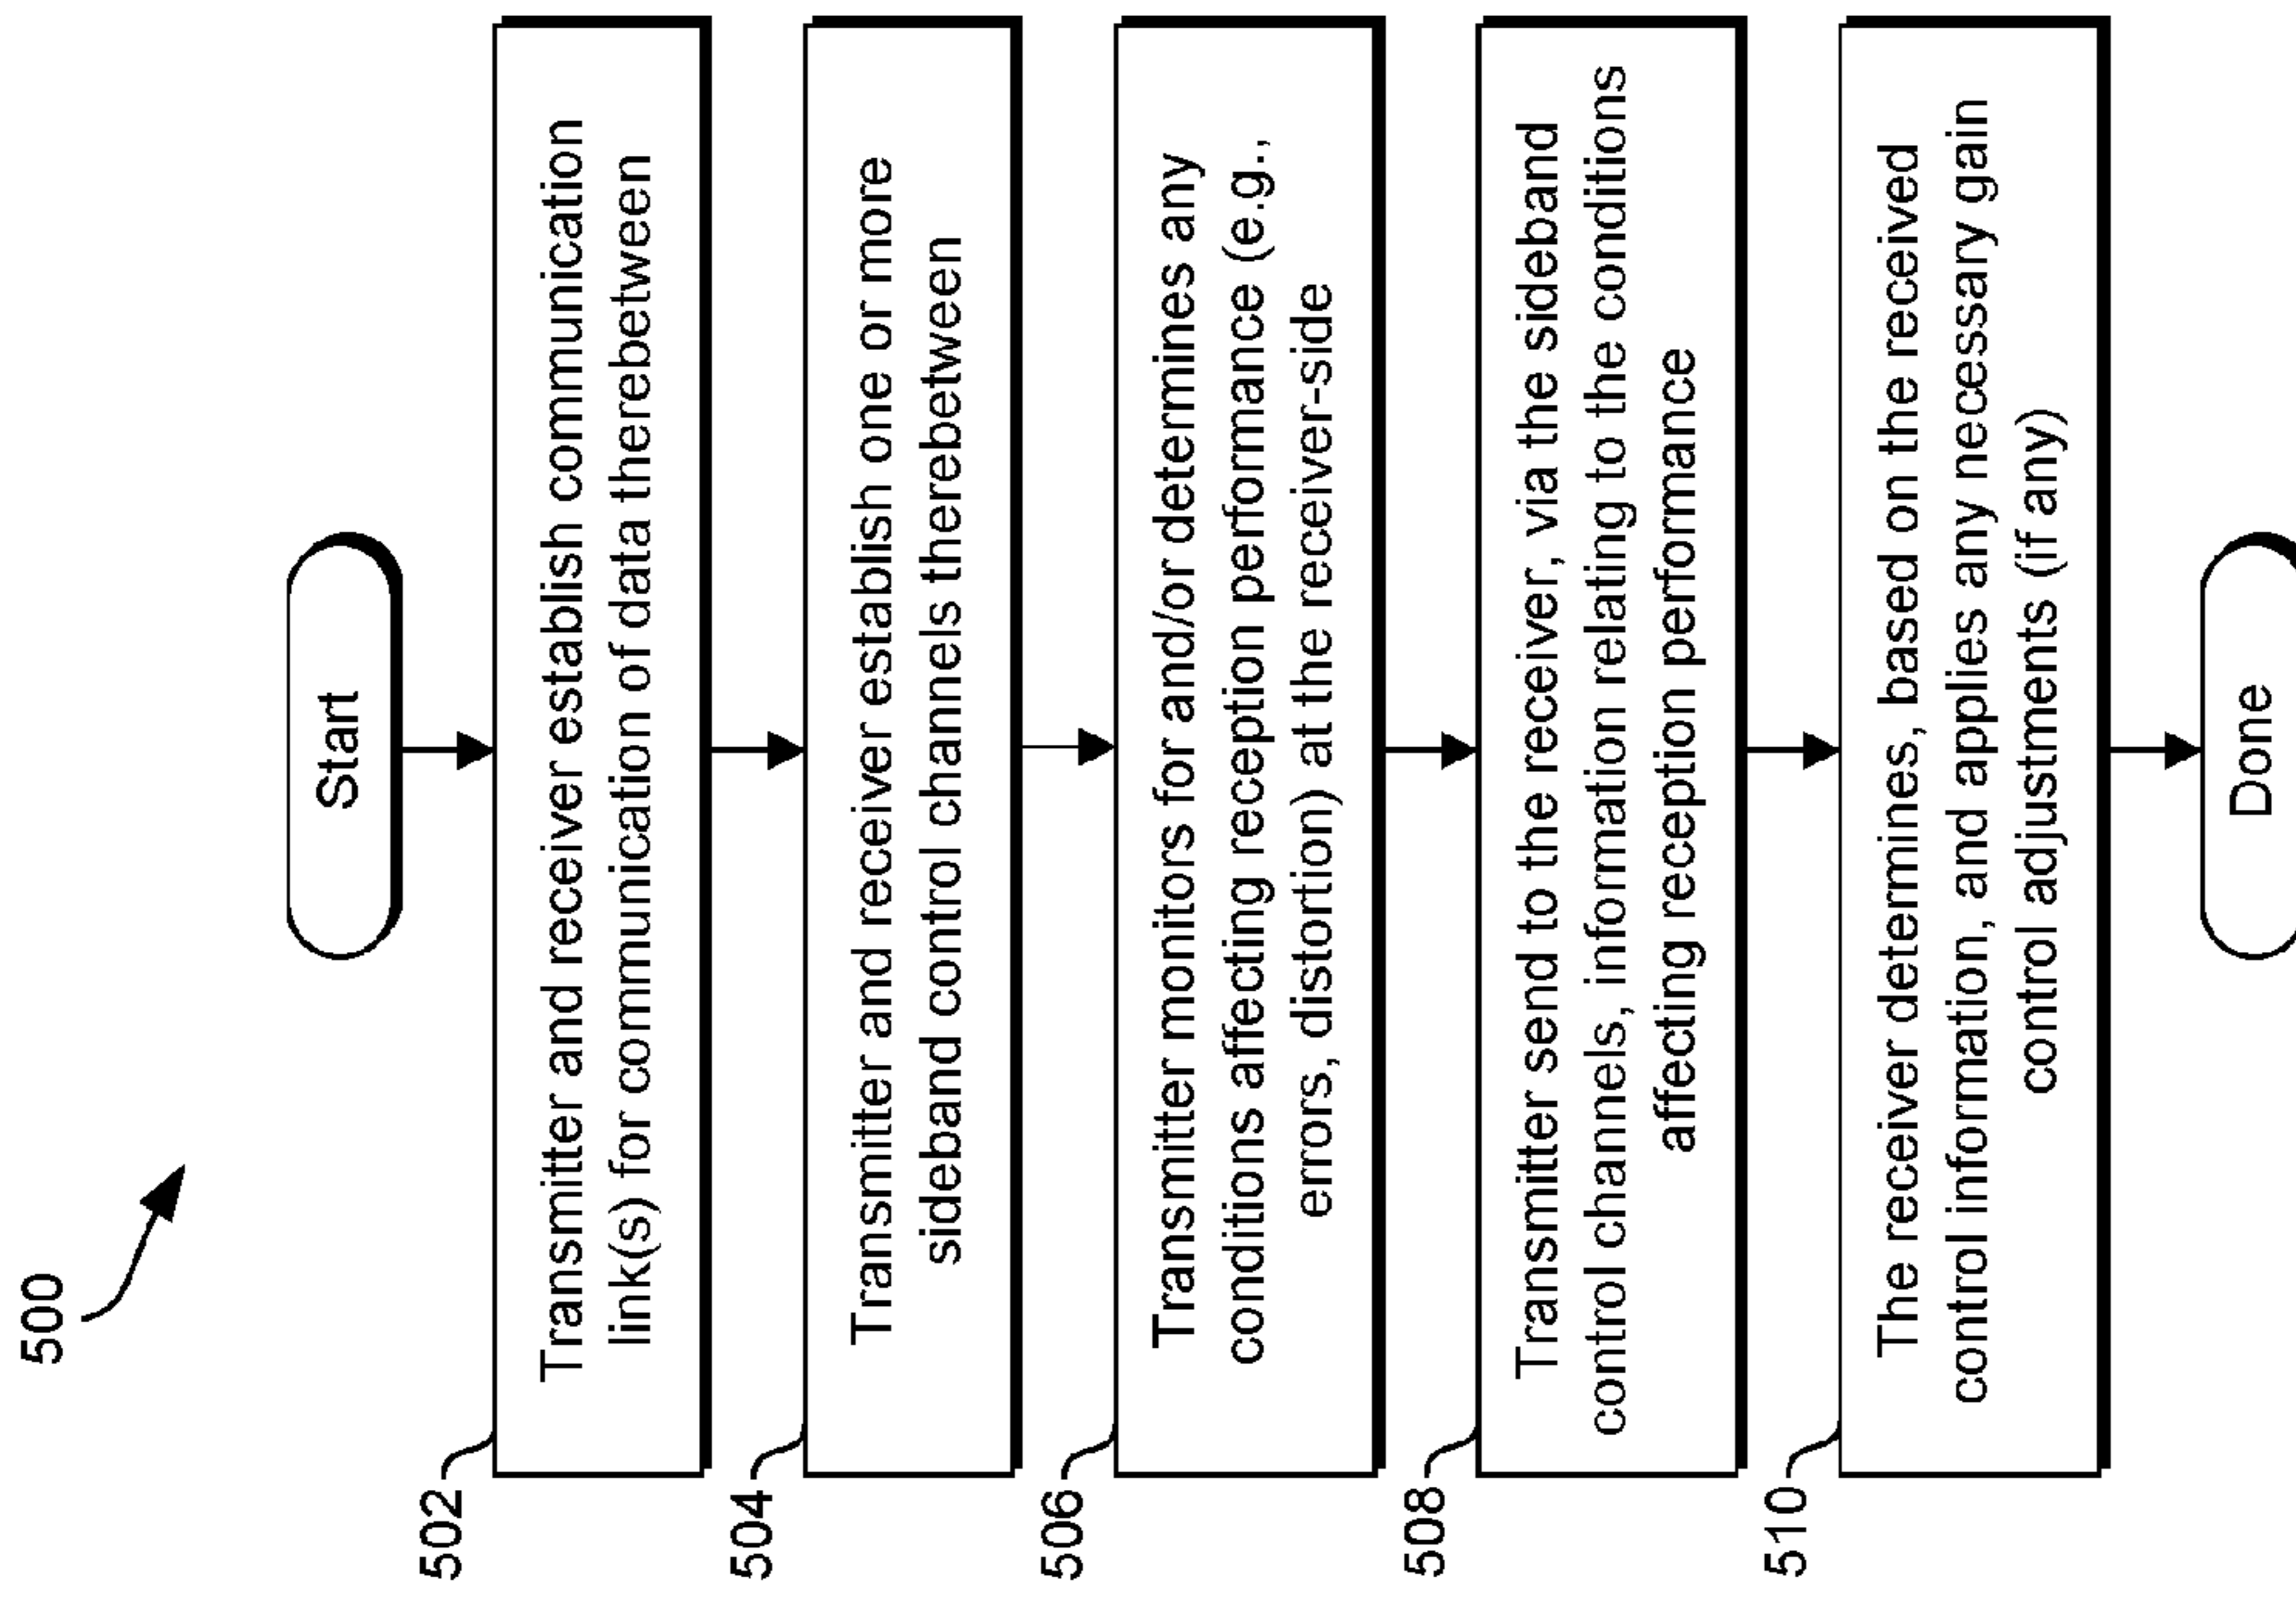 500
Start
502
Transmitter and receiver establish communication
link(s) for communication of data therebetween
504
Transmitter and receiver establish one or more
sideband control channels therebetween
506
Transmitter monitors for and/or determines any
conditions affecting reception performance (e.g.,
errors, distortion) at the receiver-side
508
Transmitter send to the receiver, via the sideband
control channels, information relating to the conditions
affecting reception performance
510
The receiver determines, based on the received
control information, and applies any necessary gain
control adjustments (if any)
Done